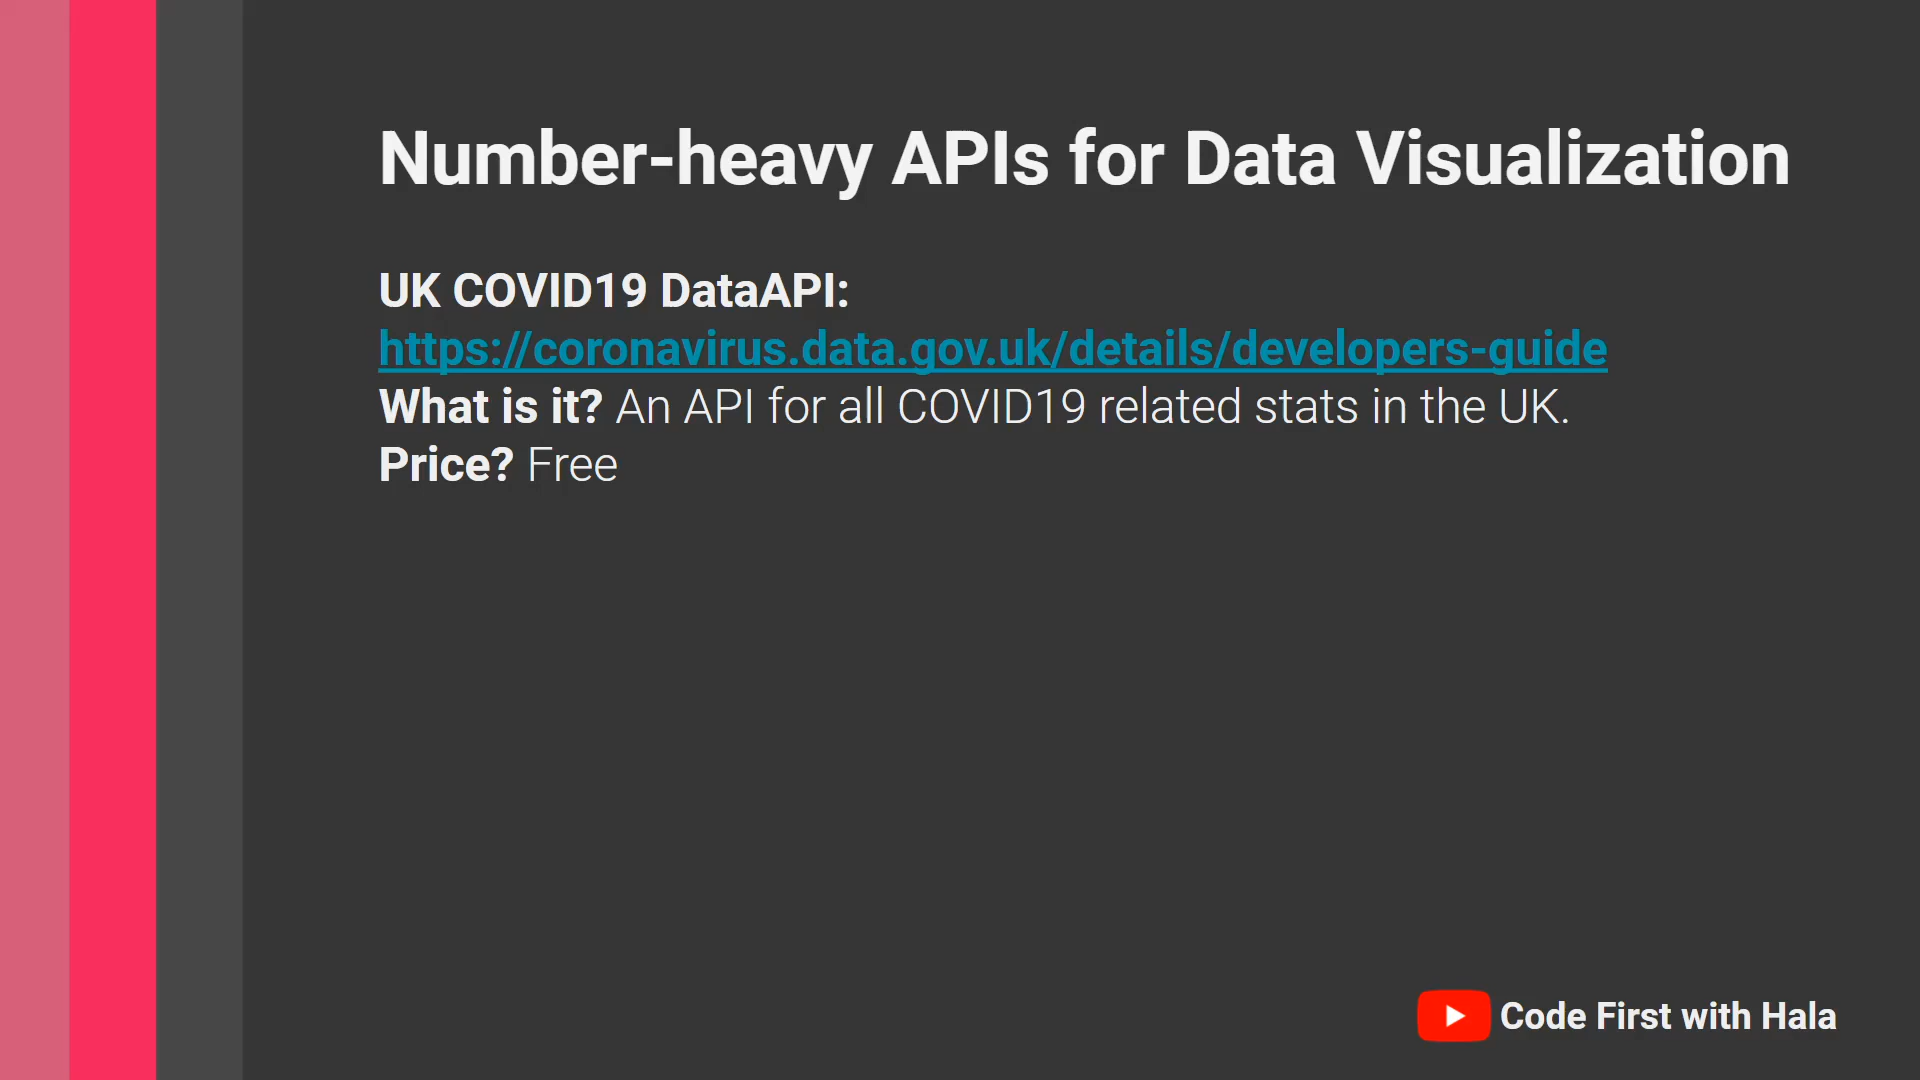 Number-heavy APIs for Data Visualization
UK COVID19 DataAPI:
https://coronavirus.data.gov.uk/details/developers-guide
What is it? An API for all COVID19 related stats in the UK.
Price? Free
Code First with Hala